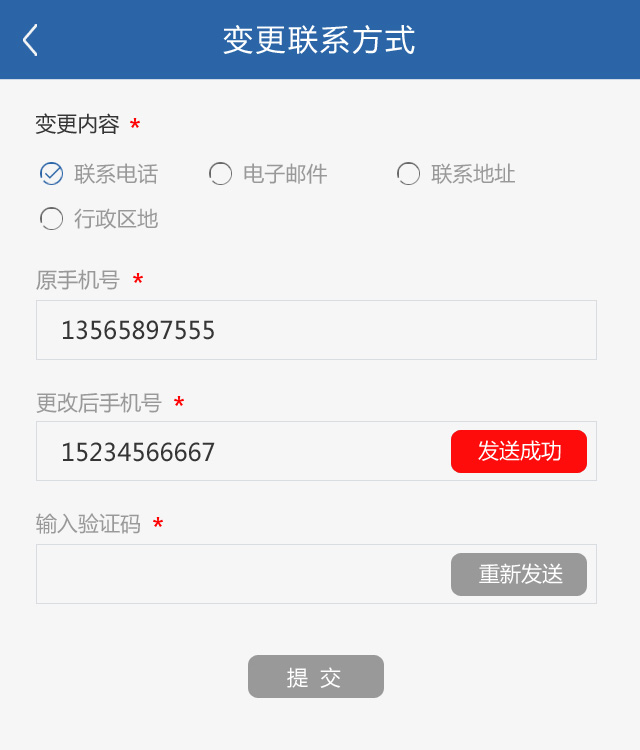 变更联系方式
变更内容 *
联系电话 电子邮件 联系地址
行政区地
原手机号 *
13565897555
更改后手机号 *
15234566667 发送成功
输入验证码 *
重新发送
提 交